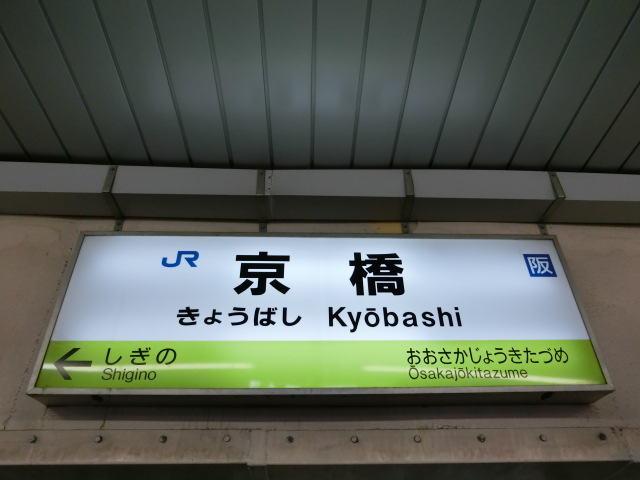 JR 京橋 阪
きょうばし Kyōbashi
しぎの おおさかじょうきたづめ
Shigino Ōsakajōkitazume